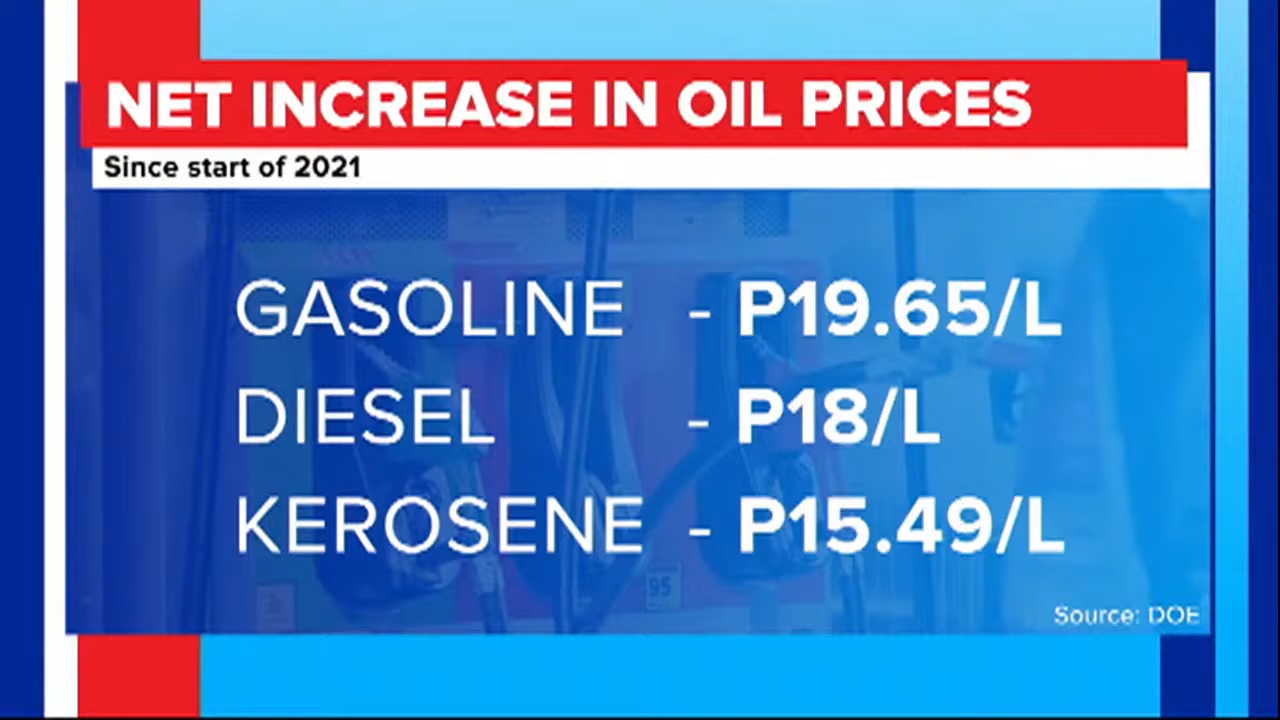 NET INCREASE IN OIL PRICES
Since start of 2021
GASOLINE - P19.65/L
DIESEL - P18/L
KEROSENE - P15.49/L
95
Source: DOE